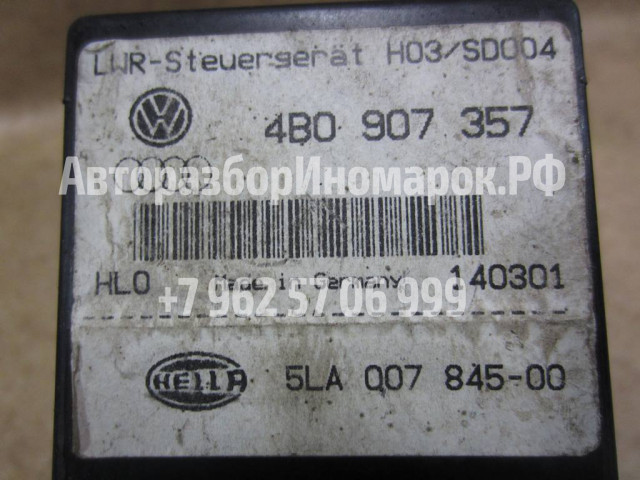 LWR-Steuergerät H03/SD004
4B0 907 357
АвторазборИномарок.РФ
HLO Made in Germany 140301
+7 962 57 06 999
HELLA 5LA 007 845-00